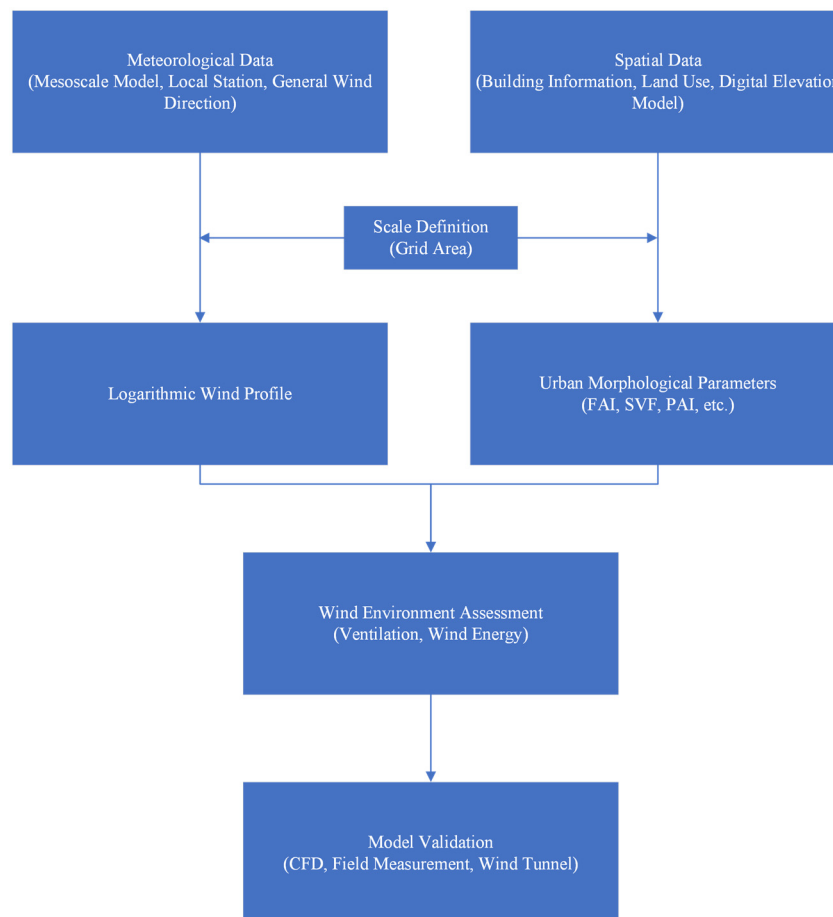 Meteorological Data
(Mesoscale Model, Local Station, General Wind
Direction)
Spatial Data
(Building Information, Land Use, Digital Elevation
Model)
Scale Definition
(Grid Area)
Logarithmic Wind Profile
Urban Morphological Parameters
(FAI, SVF, PAI, etc.)
Wind Environment Assessment
(Ventilation, Wind Energy)
Model Validation
(CFD, Field Measurement, Wind Tunnel)